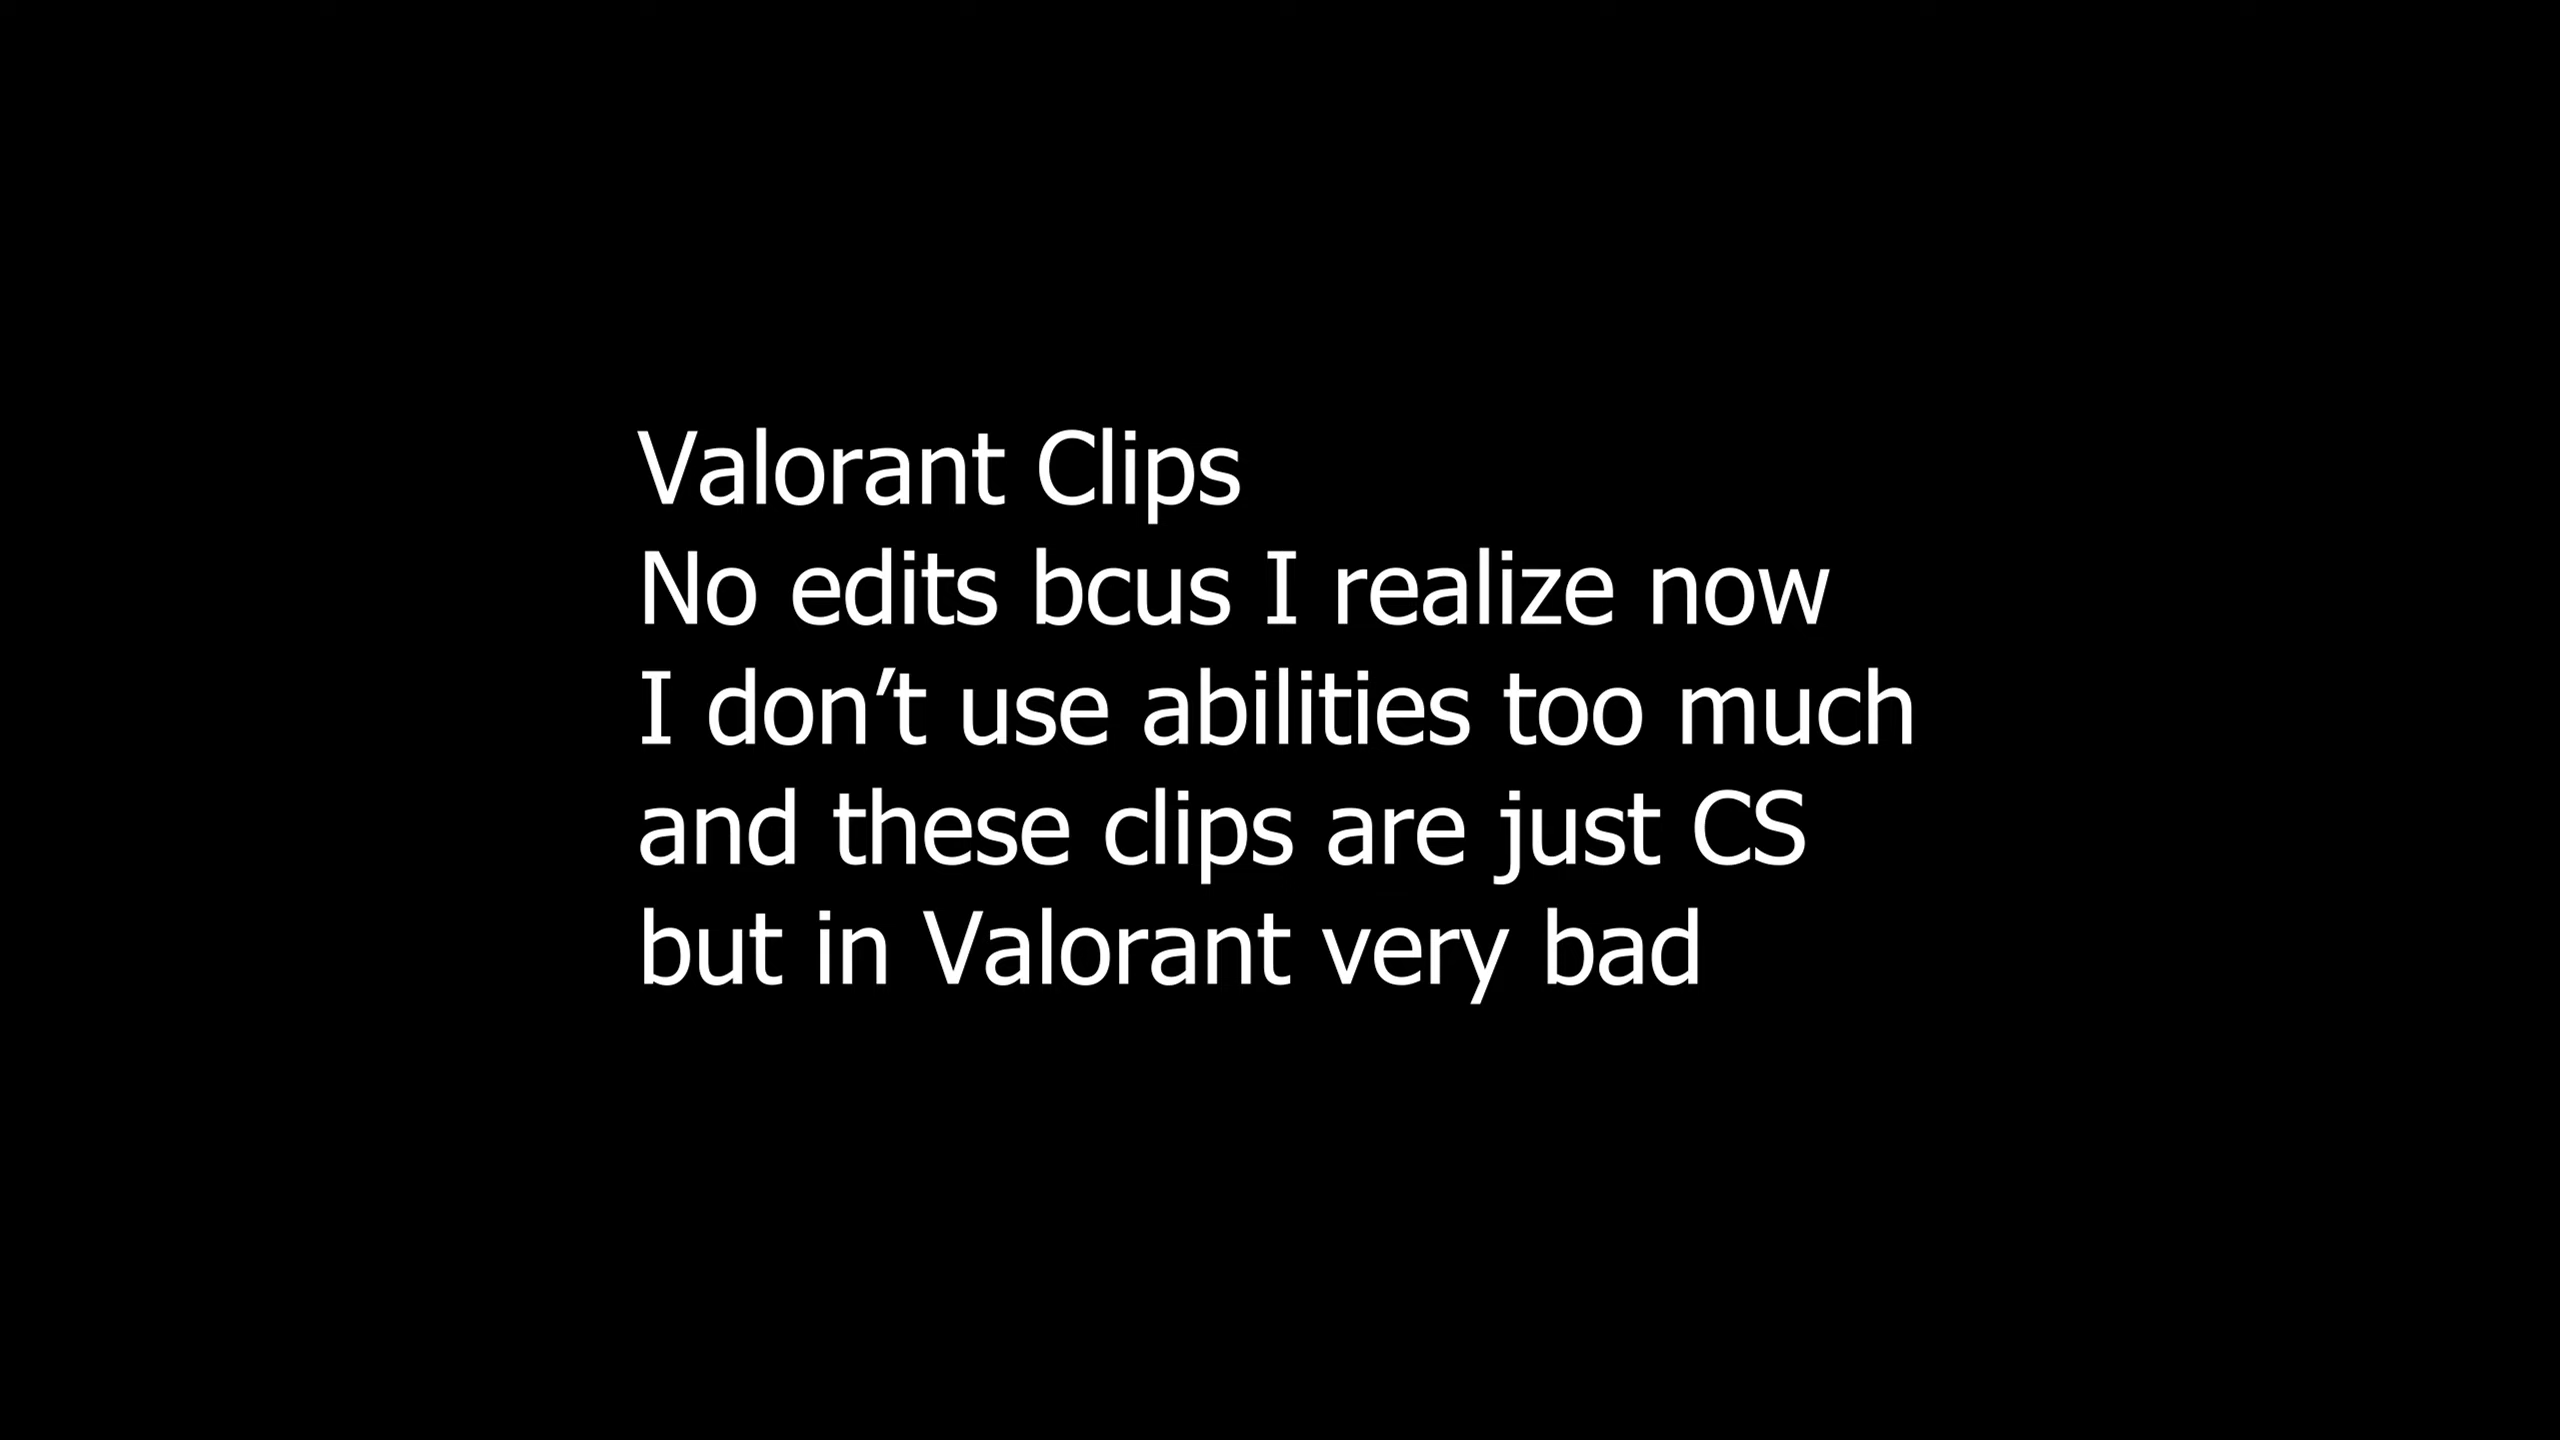 Valorant Clips
No edits bcus I realize now
I don’t use abilities too much
and these clips are just CS
but in Valorant very bad